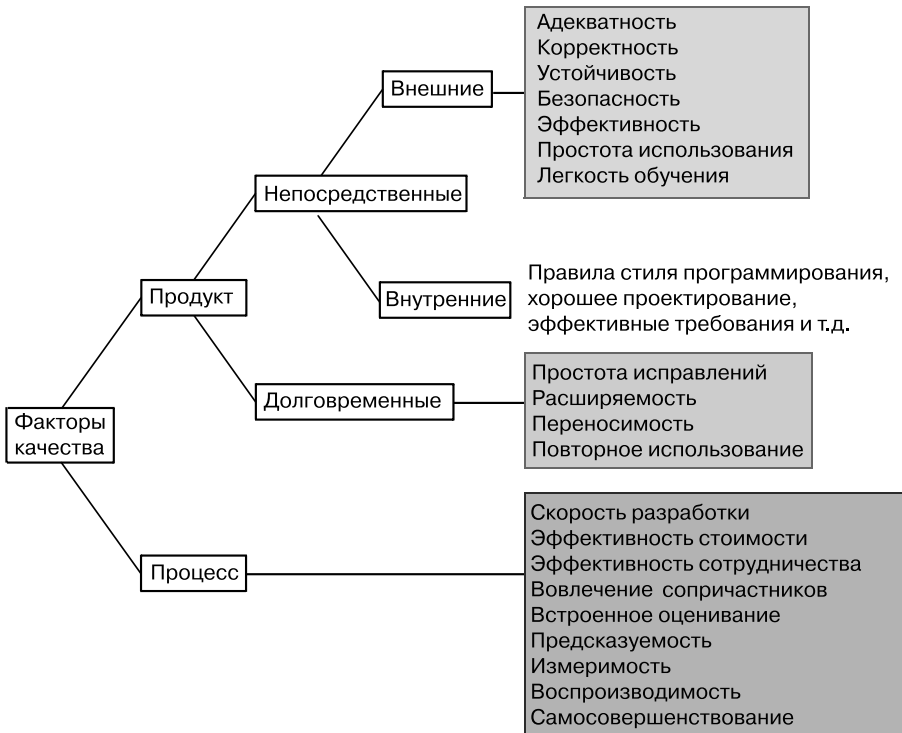 Адекватность
Корректность
Устойчивость
Безопасность
Эффективность
Простота использования
Легкость обучения
Внешние
Непосредственные
Внутренние
Правила стиля программирования,
хорошее проектирование,
эффективные требования и т.д.
Продукт
Долговременные
Простота исправлений
Расширяемость
Переносимость
Повторное использование
Факторы
качества
Процесс
Скорость разработки
Эффективность стоимости
Эффективность сотрудничества
Вовлечение сопричастников
Встроенное оценивание
Предсказуемость
Измеримость
Воспроизводимость
Самосовершенствование